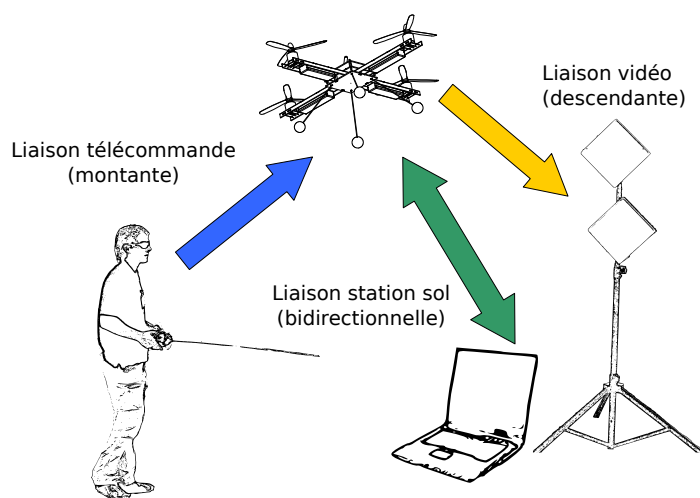 Liaison vidéo
(descendante)
Liaison télécommande
(montante)
Liaison station sol
(bidirectionnelle)